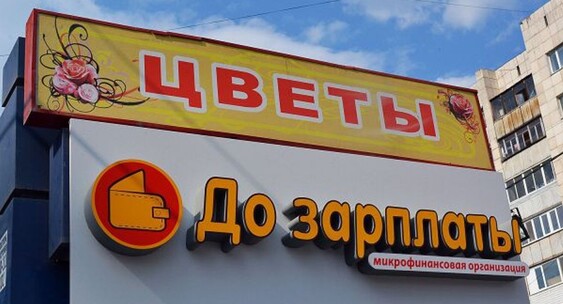 ЦВЕТЫ
До зарплаты
микрофинансовая организация